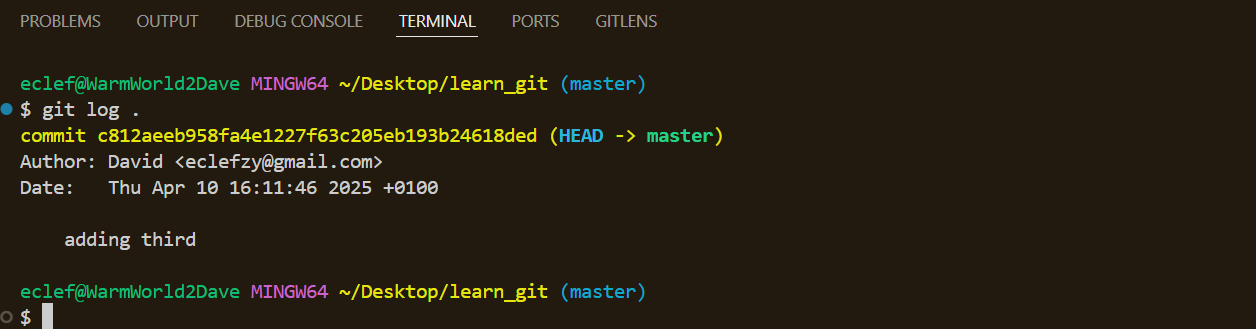 PROBLEMS OUTPUT DEBUG CONSOLE TERMINAL PORTS GITLENS
eclef@WarmWorld2Dave MINGW64 ~/Desktop/learn_git (master)
$ git log .
commit c812aeeb958fa4e1227f63c205eb193b24618ded (HEAD -> master)
Author: David <eclefzy@gmail.com>
Date:   Thu Apr 10 16:11:46 2025 +0100
    adding third
eclef@WarmWorld2Dave MINGW64 ~/Desktop/learn_git (master)
$